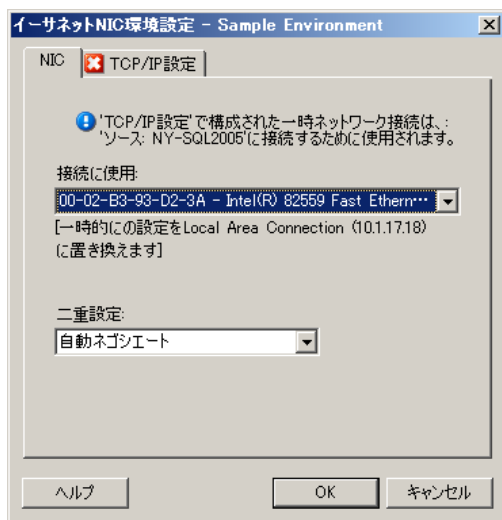 イーサネットNIC環境設定 - Sample Environment
NIC
TCP/IP設定
'TCP/IP設定'で構成された一時ネットワーク接続は、:
'ソース: NY-SQL2005'に接続するために使用されます。
接続に使用:
00-02-B3-93-D2-3A - Intel(R) 82559 Fast Ethern…
[一時的にの設定をLocal Area Connection (10.1.17.18)
に置き換えます]
二重設定:
自動ネゴシエート
ヘルプ
OK
キャンセル